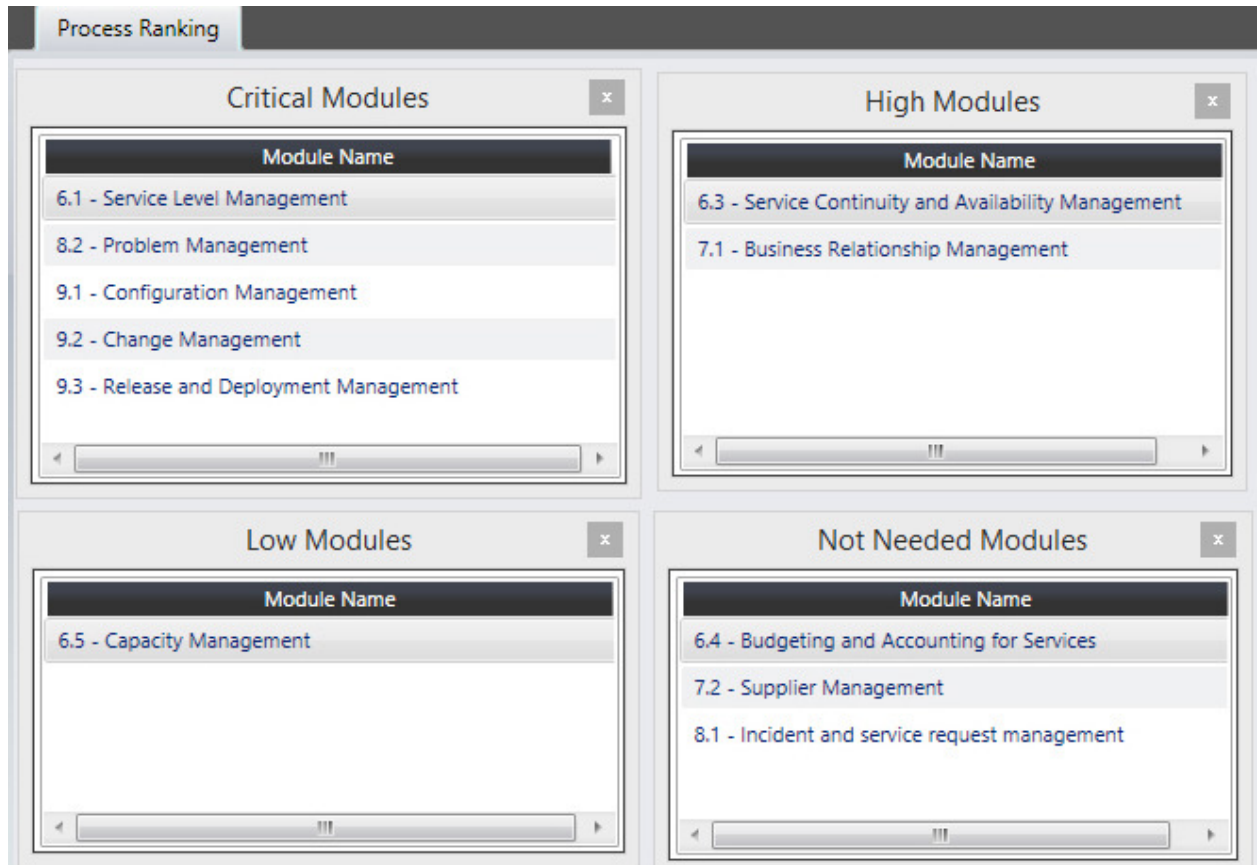 Process Ranking
Critical Modules
x
Module Name
6.1 - Service Level Management
8.2 - Problem Management
9.1 - Configuration Management
9.2 - Change Management
9.3 - Release and Deployment Management
High Modules
x
Module Name
6.3 - Service Continuity and Availability Management
7.1 - Business Relationship Management
Low Modules
x
Module Name
6.5 - Capacity Management
Not Needed Modules
x
Module Name
6.4 - Budgeting and Accounting for Services
7.2 - Supplier Management
8.1 - Incident and service request management